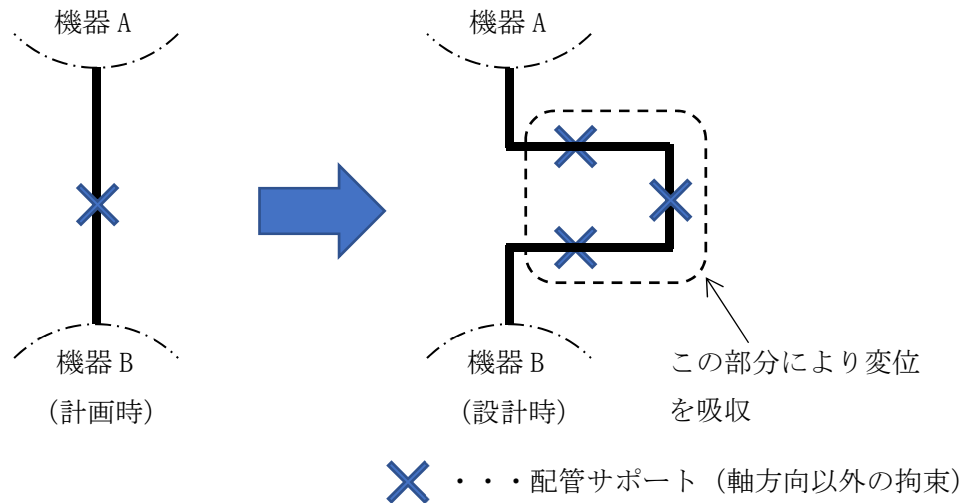 機器 A
機器 A
機器 B
機器 B
(計画時)
(設計時)
この部分により変位
を吸収
・・・配管サポート (軸方向以外の拘束)